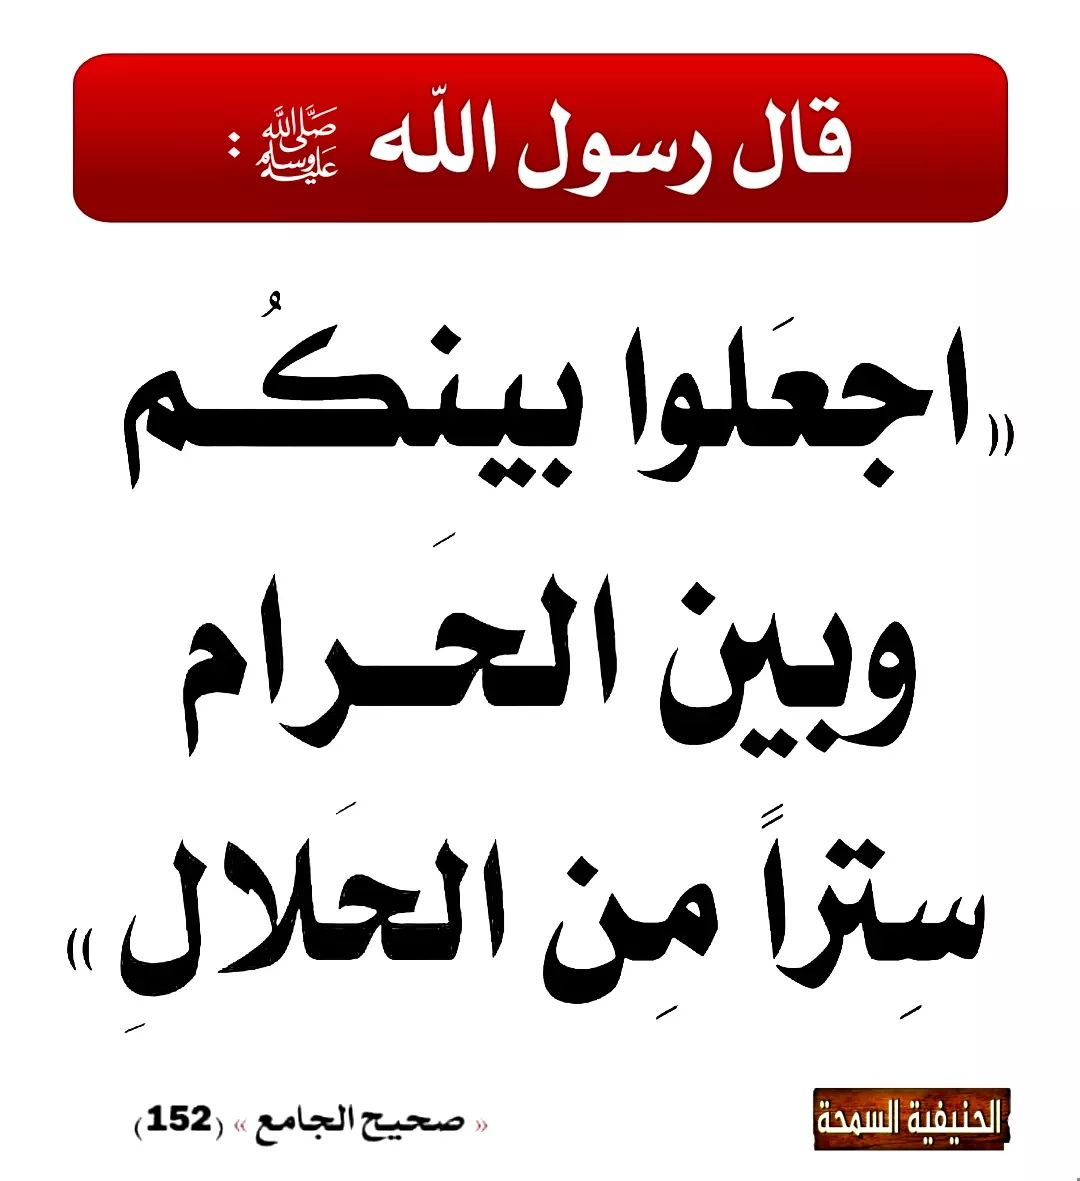 قال رسول الله ﷺ :
« اجعَلوا بينكُم
وبين الحَرام
سِتراً مِن الحَلالِ »
« صحيح الجامع » (152)
الحنيفية السمحة